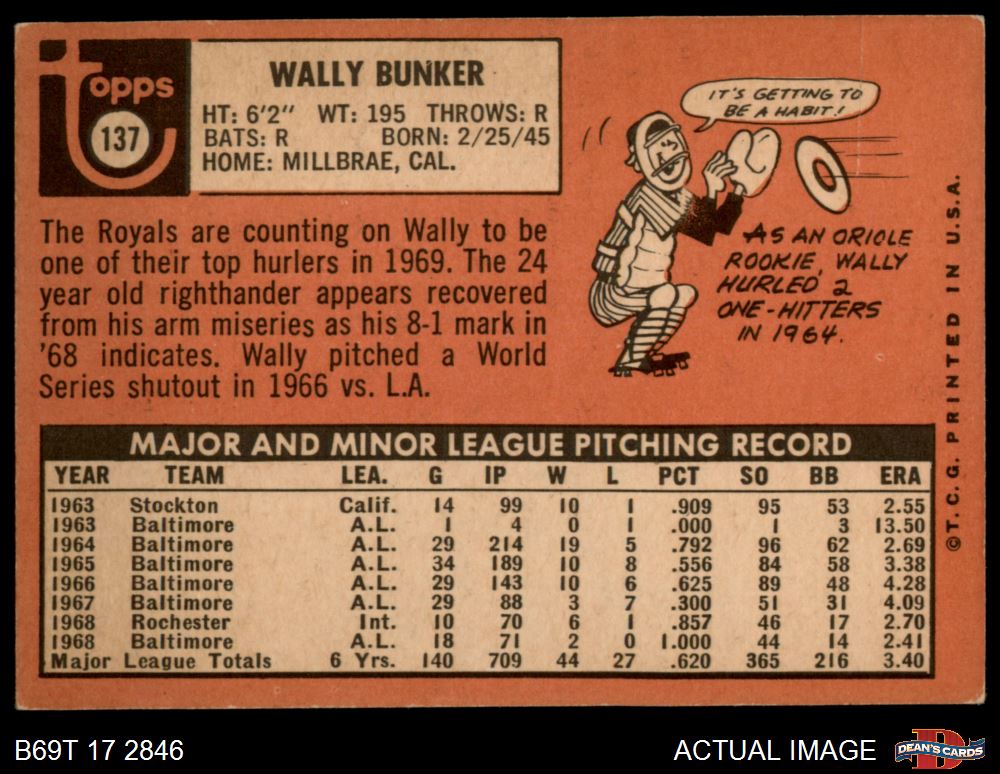 topps
137
WALLY BUNKER
HT: 6'2" WT: 195 THROWS: R
BATS: R BORN: 2/25/45
HOME: MILLBRAE, CAL.
IT'S GETTING TO
BE A HABIT!
The Royals are counting on Wally to be
one of their top hurlers in 1969. The 24
year old righthander appears recovered
from his arm miseries as his 8-1 mark in
'68 indicates. Wally pitched a World
Series shutout in 1966 vs. L.A.
AS AN ORIOLE
ROOKIE, WALLY
HURLED 2
ONE-HITTERS
IN 1964.
©T.C.G. PRINTED IN U.S.A.
MAJOR AND MINOR LEAGUE PITCHING RECORD
YEAR TEAM LEA. G IP W L PCT SO BB ERA
1963 Stockton Calif. 14 99 10 1 .909 95 53 2.55
1963 Baltimore A.L. 1 4 0 1 .000 1 3 13.50
1964 Baltimore A.L. 29 214 19 5 .792 96 62 2.69
1965 Baltimore A.L. 34 189 10 8 .556 84 58 3.38
1966 Baltimore A.L. 29 143 10 6 .625 89 48 4.28
1967 Baltimore A.L. 29 88 3 7 .300 51 31 4.09
1968 Rochester Int. 10 70 6 1 .857 46 17 2.70
1968 Baltimore A.L. 18 71 2 0 1.000 44 14 2.41
Major League Totals 6 Yrs. 140 709 44 27 .620 365 216 3.40
B69T 17 2846
ACTUAL IMAGE
DEAN'S CARDS